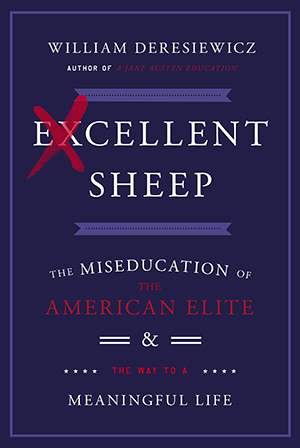 WILLIAM DERESIEWICZ
AUTHOR OF A JANE AUSTEN EDUCATION
EXCELLENT
SHEEP
THE MISEDUCATION OF
THE
AMERICAN ELITE
&
THE WAY TO A
MEANINGFUL LIFE